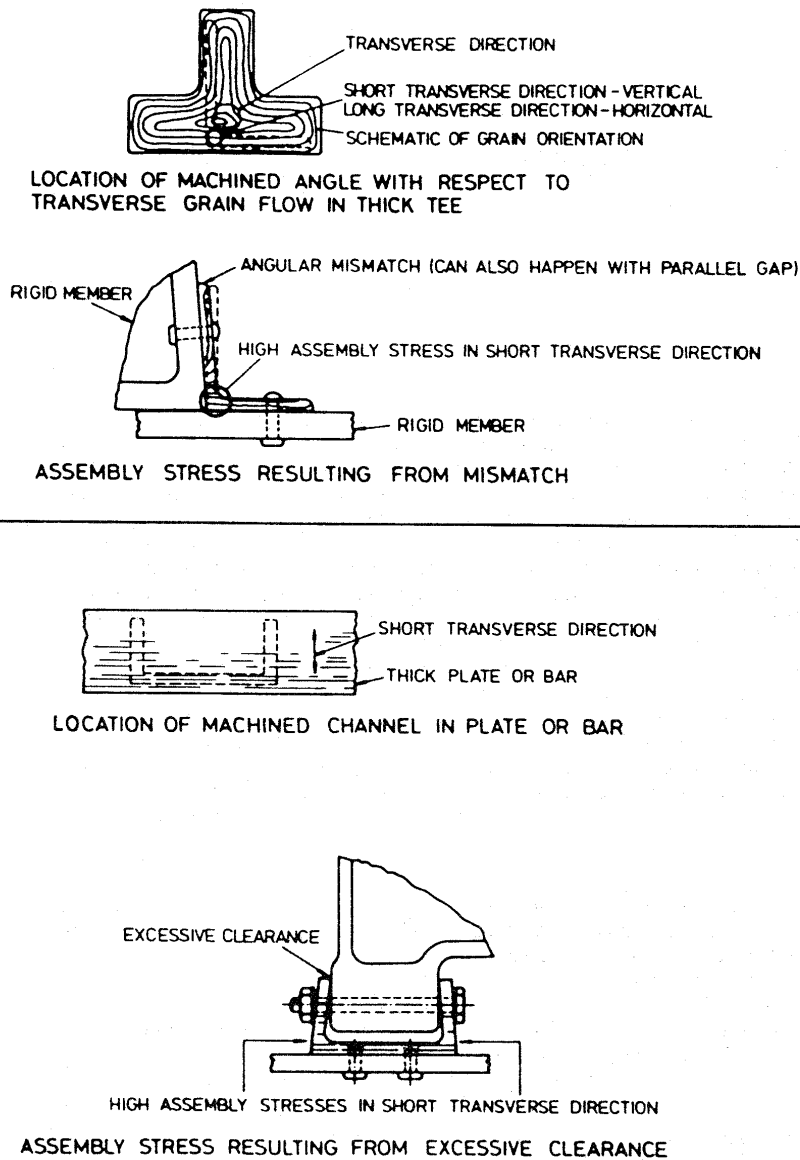 TRANSVERSE DIRECTION
SHORT TRANSVERSE DIRECTION - VERTICAL
LONG TRANSVERSE DIRECTION - HORIZONTAL
SCHEMATIC OF GRAIN ORIENTATION
LOCATION OF MACHINED ANGLE WITH RESPECT TO
TRANSVERSE GRAIN FLOW IN THICK TEE
ANGULAR MISMATCH (CAN ALSO HAPPEN WITH PARALLEL GAP)
RIGID MEMBER
HIGH ASSEMBLY STRESS IN SHORT TRANSVERSE DIRECTION
RIGID MEMBER
ASSEMBLY STRESS RESULTING FROM MISMATCH
SHORT TRANSVERSE DIRECTION
THICK PLATE OR BAR
LOCATION OF MACHINED CHANNEL IN PLATE OR BAR
EXCESSIVE CLEARANCE
HIGH ASSEMBLY STRESSES IN SHORT TRANSVERSE DIRECTION
ASSEMBLY STRESS RESULTING FROM EXCESSIVE CLEARANCE